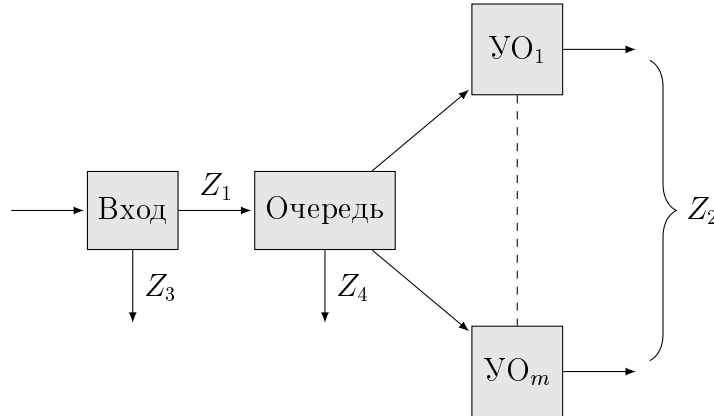 УО₁
Z₁
Вход
Очередь
Z₂
Z₃
Z₄
УОₘ